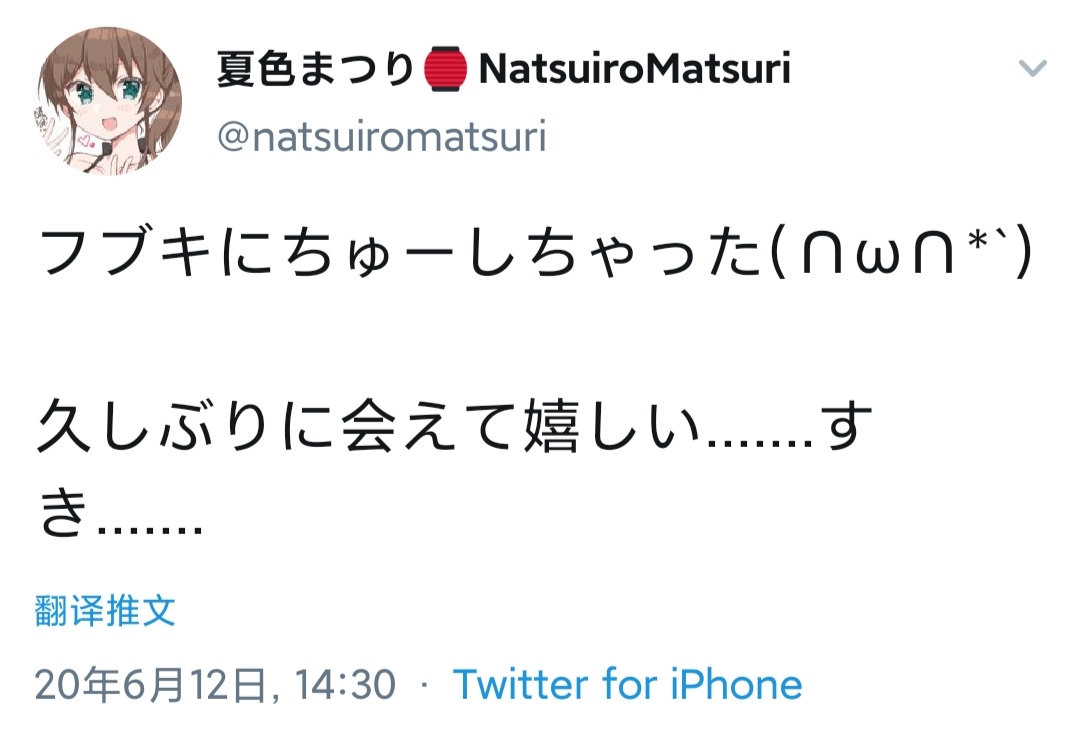 夏色まつり🏮NatsuiroMatsuri
@natsuiromatsuri
フブキにちゅーしちゃった(∩ω∩*`)
久しぶりに会えて嬉しい.......す
き.......
翻译推文
20年6月12日, 14:30 · Twitter for iPhone